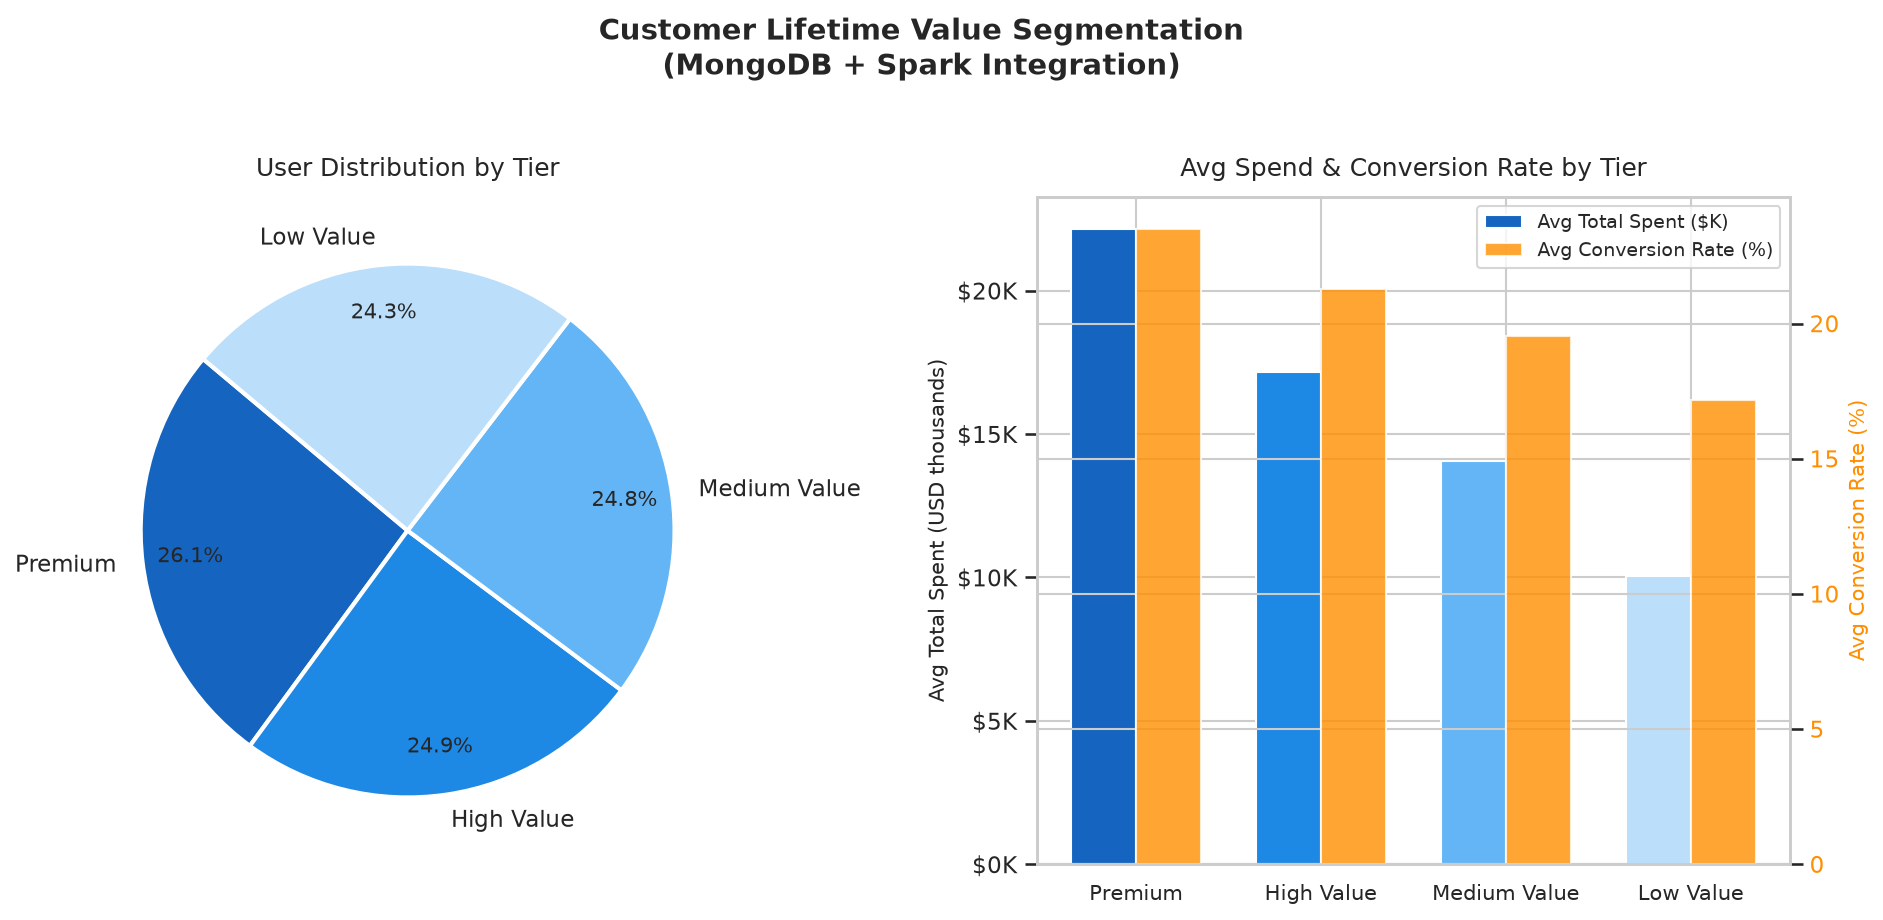 Customer Lifetime Value Segmentation
(MongoDB + Spark Integration)
User Distribution by Tier
Low Value
24.3%
Medium Value
24.8%
Premium
26.1%
24.9%
High Value
Avg Spend & Conversion Rate by Tier
Avg Total Spent ($K)
Avg Conversion Rate (%)
Avg Total Spent (USD thousands)
$20K
$15K
$10K
$5K
$0K
20
15
10
5
0
Avg Conversion Rate (%)
Premium
High Value
Medium Value
Low Value